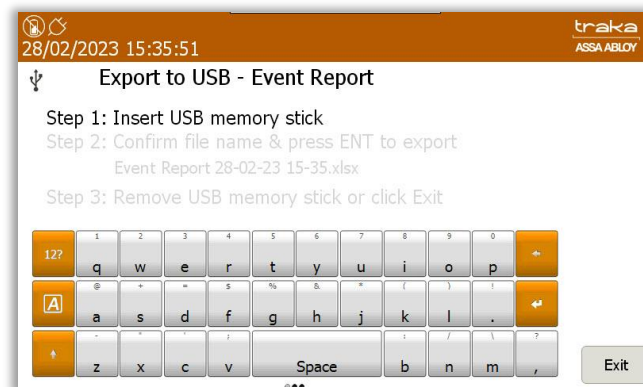 traka
28/02/2023 15:35:51
ASSA ABLOY
Export to USB - Event Report
Step 1: Insert USB memory stick
Step 2: Confirm file name & press ENT to export
Event Report 28-02-23 15-35.xlsx
Step 3: Remove USB memory stick or click Exit
1 2 3 4 5 6 7 8 9 0
12? q w e r t y u i o p
@ + = $ % & * ( ) !
A a s d f g h j k l .
- " ' ; : / \ ?
z x c v Space b n m ,
Exit